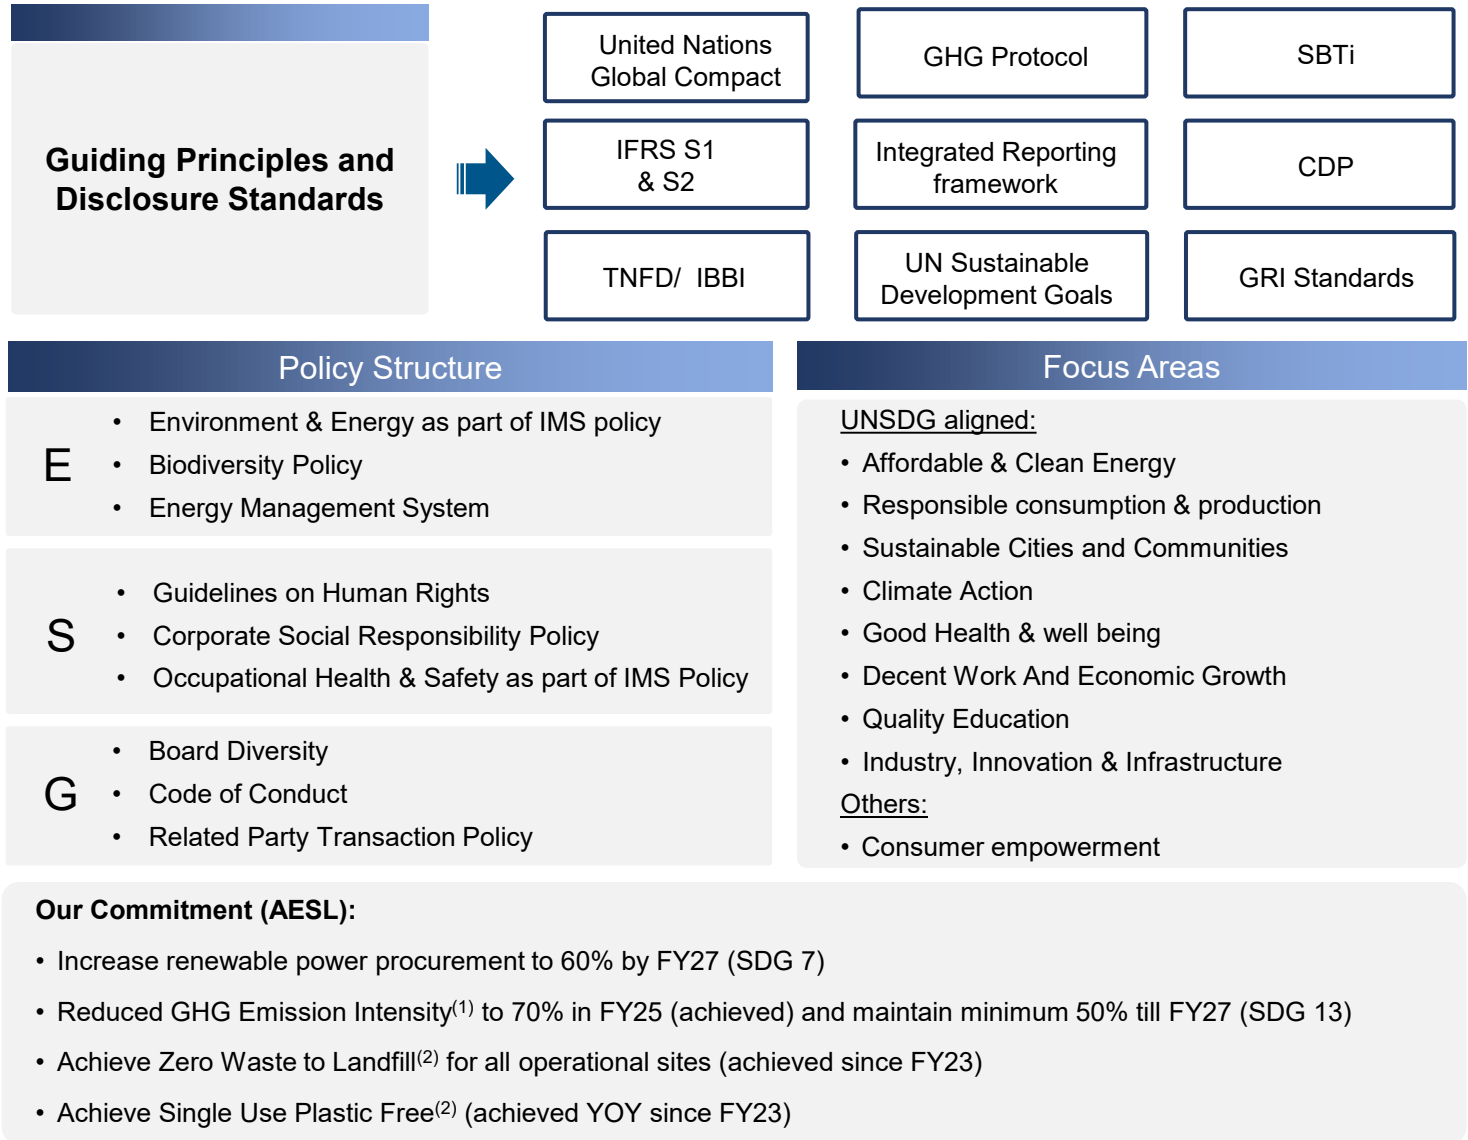 Guiding Principles and
Disclosure Standards
United Nations
Global Compact
GHG Protocol
SBTi
IFRS S1
& S2
Integrated Reporting
framework
CDP
TNFD/ IBBI
UN Sustainable
Development Goals
GRI Standards
Policy Structure
E
• Environment & Energy as part of IMS policy
• Biodiversity Policy
• Energy Management System
S
• Guidelines on Human Rights
• Corporate Social Responsibility Policy
• Occupational Health & Safety as part of IMS Policy
G
• Board Diversity
• Code of Conduct
• Related Party Transaction Policy
Focus Areas
UNSDG aligned:
• Affordable & Clean Energy
• Responsible consumption & production
• Sustainable Cities and Communities
• Climate Action
• Good Health & well being
• Decent Work And Economic Growth
• Quality Education
• Industry, Innovation & Infrastructure
Others:
• Consumer empowerment
Our Commitment (AESL):
• Increase renewable power procurement to 60% by FY27 (SDG 7)
• Reduced GHG Emission Intensity(1) to 70% in FY25 (achieved) and maintain minimum 50% till FY27 (SDG 13)
• Achieve Zero Waste to Landfill(2) for all operational sites (achieved since FY23)
• Achieve Single Use Plastic Free(2) (achieved YOY since FY23)